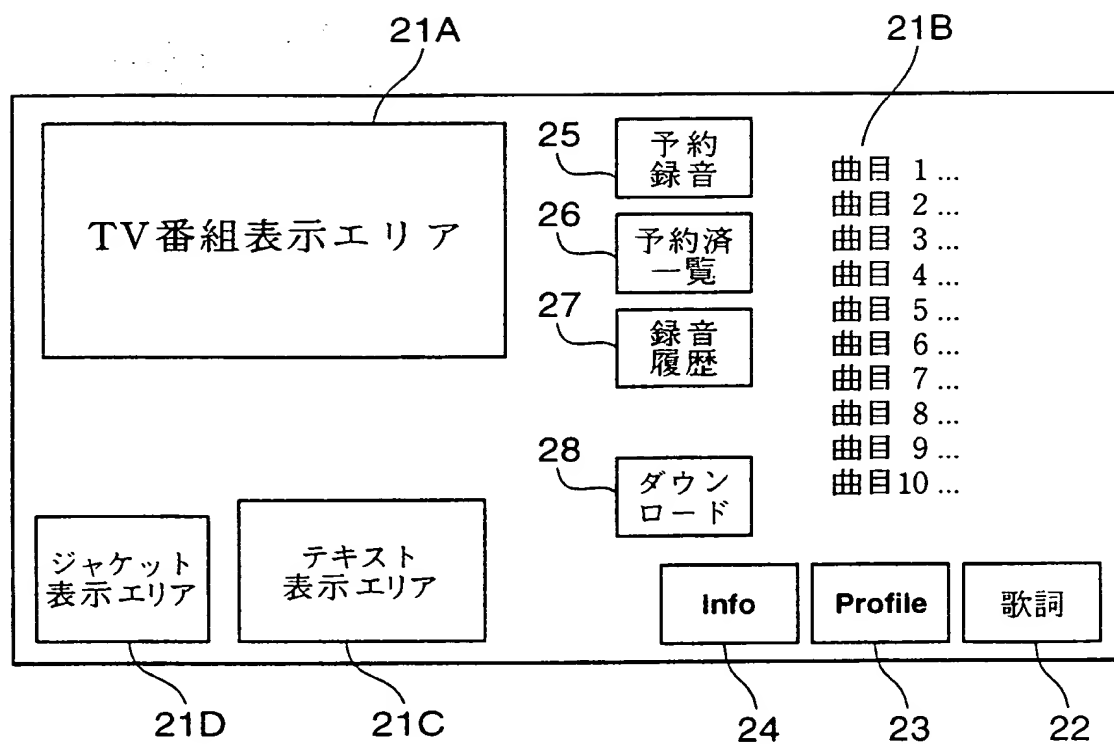 21A
21B
TV番組表示エリア
25
予約
録音
26
予約済
一覧
27
録音
履歴
28
ダウン
ロード
曲目 1 ...
曲目 2 ...
曲目 3 ...
曲目 4 ...
曲目 5 ...
曲目 6 ...
曲目 7 ...
曲目 8 ...
曲目 9 ...
曲目10 ...
ジャケット
表示エリア
テキスト
表示エリア
Info
Profile
歌詞
21D
21C
24
23
22